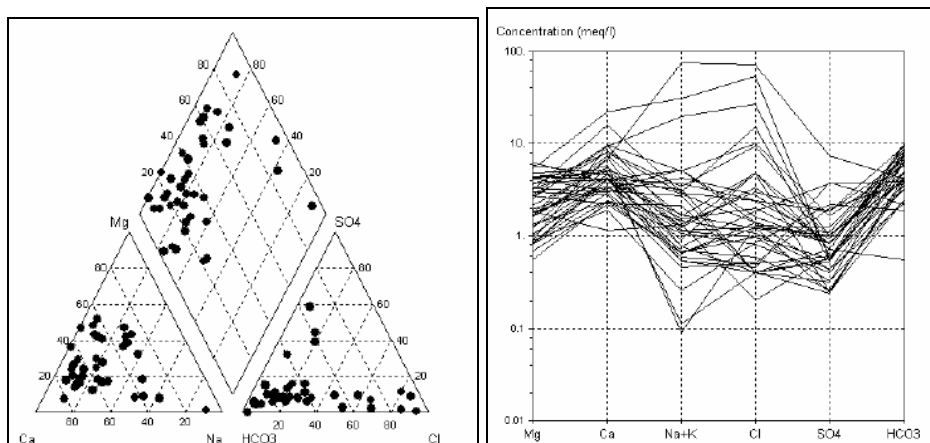 80 80
60 60
40 40
20 20
Mg SO4
80 80
60 60
40 40
20 20
80 60 40 20 20 40 60 80
Ca Na HCO3 Cl
Concentration (meq/l)
100.
10.
1.
0.1
0.01
Mg Ca Na+K Cl SO4 HCO3